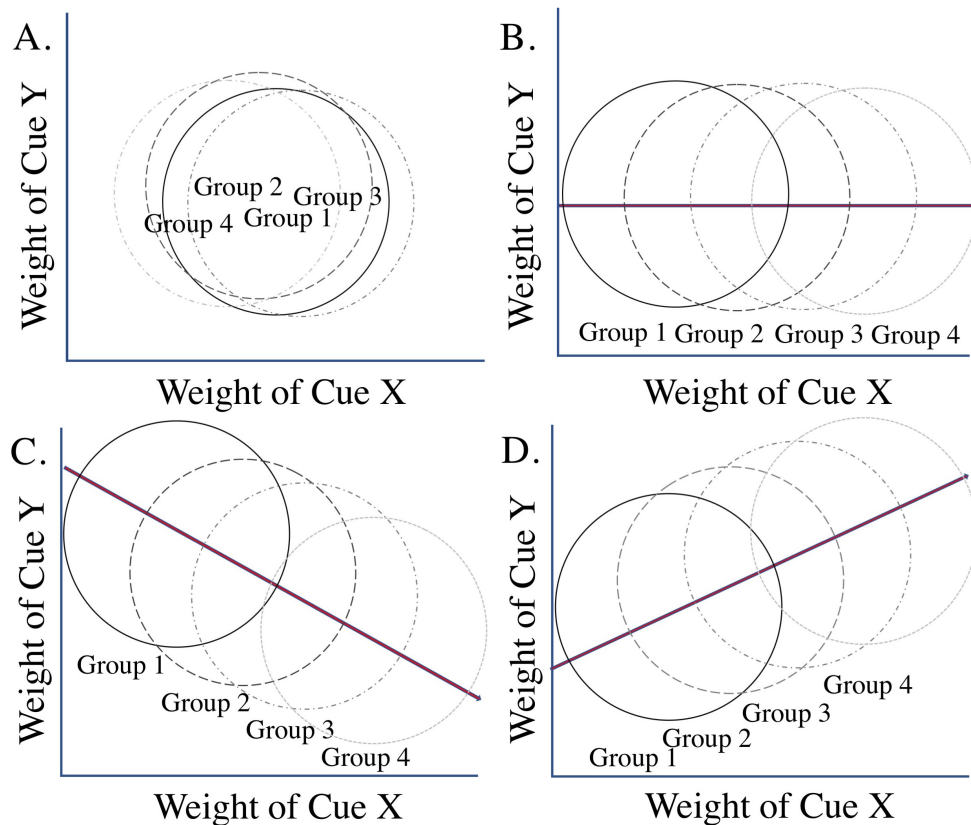 A.
Weight of Cue Y
Group 2
Group 3
Group 4
Group 1
Weight of Cue X
B.
Weight of Cue Y
Group 1
Group 2
Group 3
Group 4
Weight of Cue X
C.
Weight of Cue Y
Group 1
Group 2
Group 3
Group 4
Weight of Cue X
D.
Weight of Cue Y
Group 4
Group 3
Group 2
Group 1
Weight of Cue X